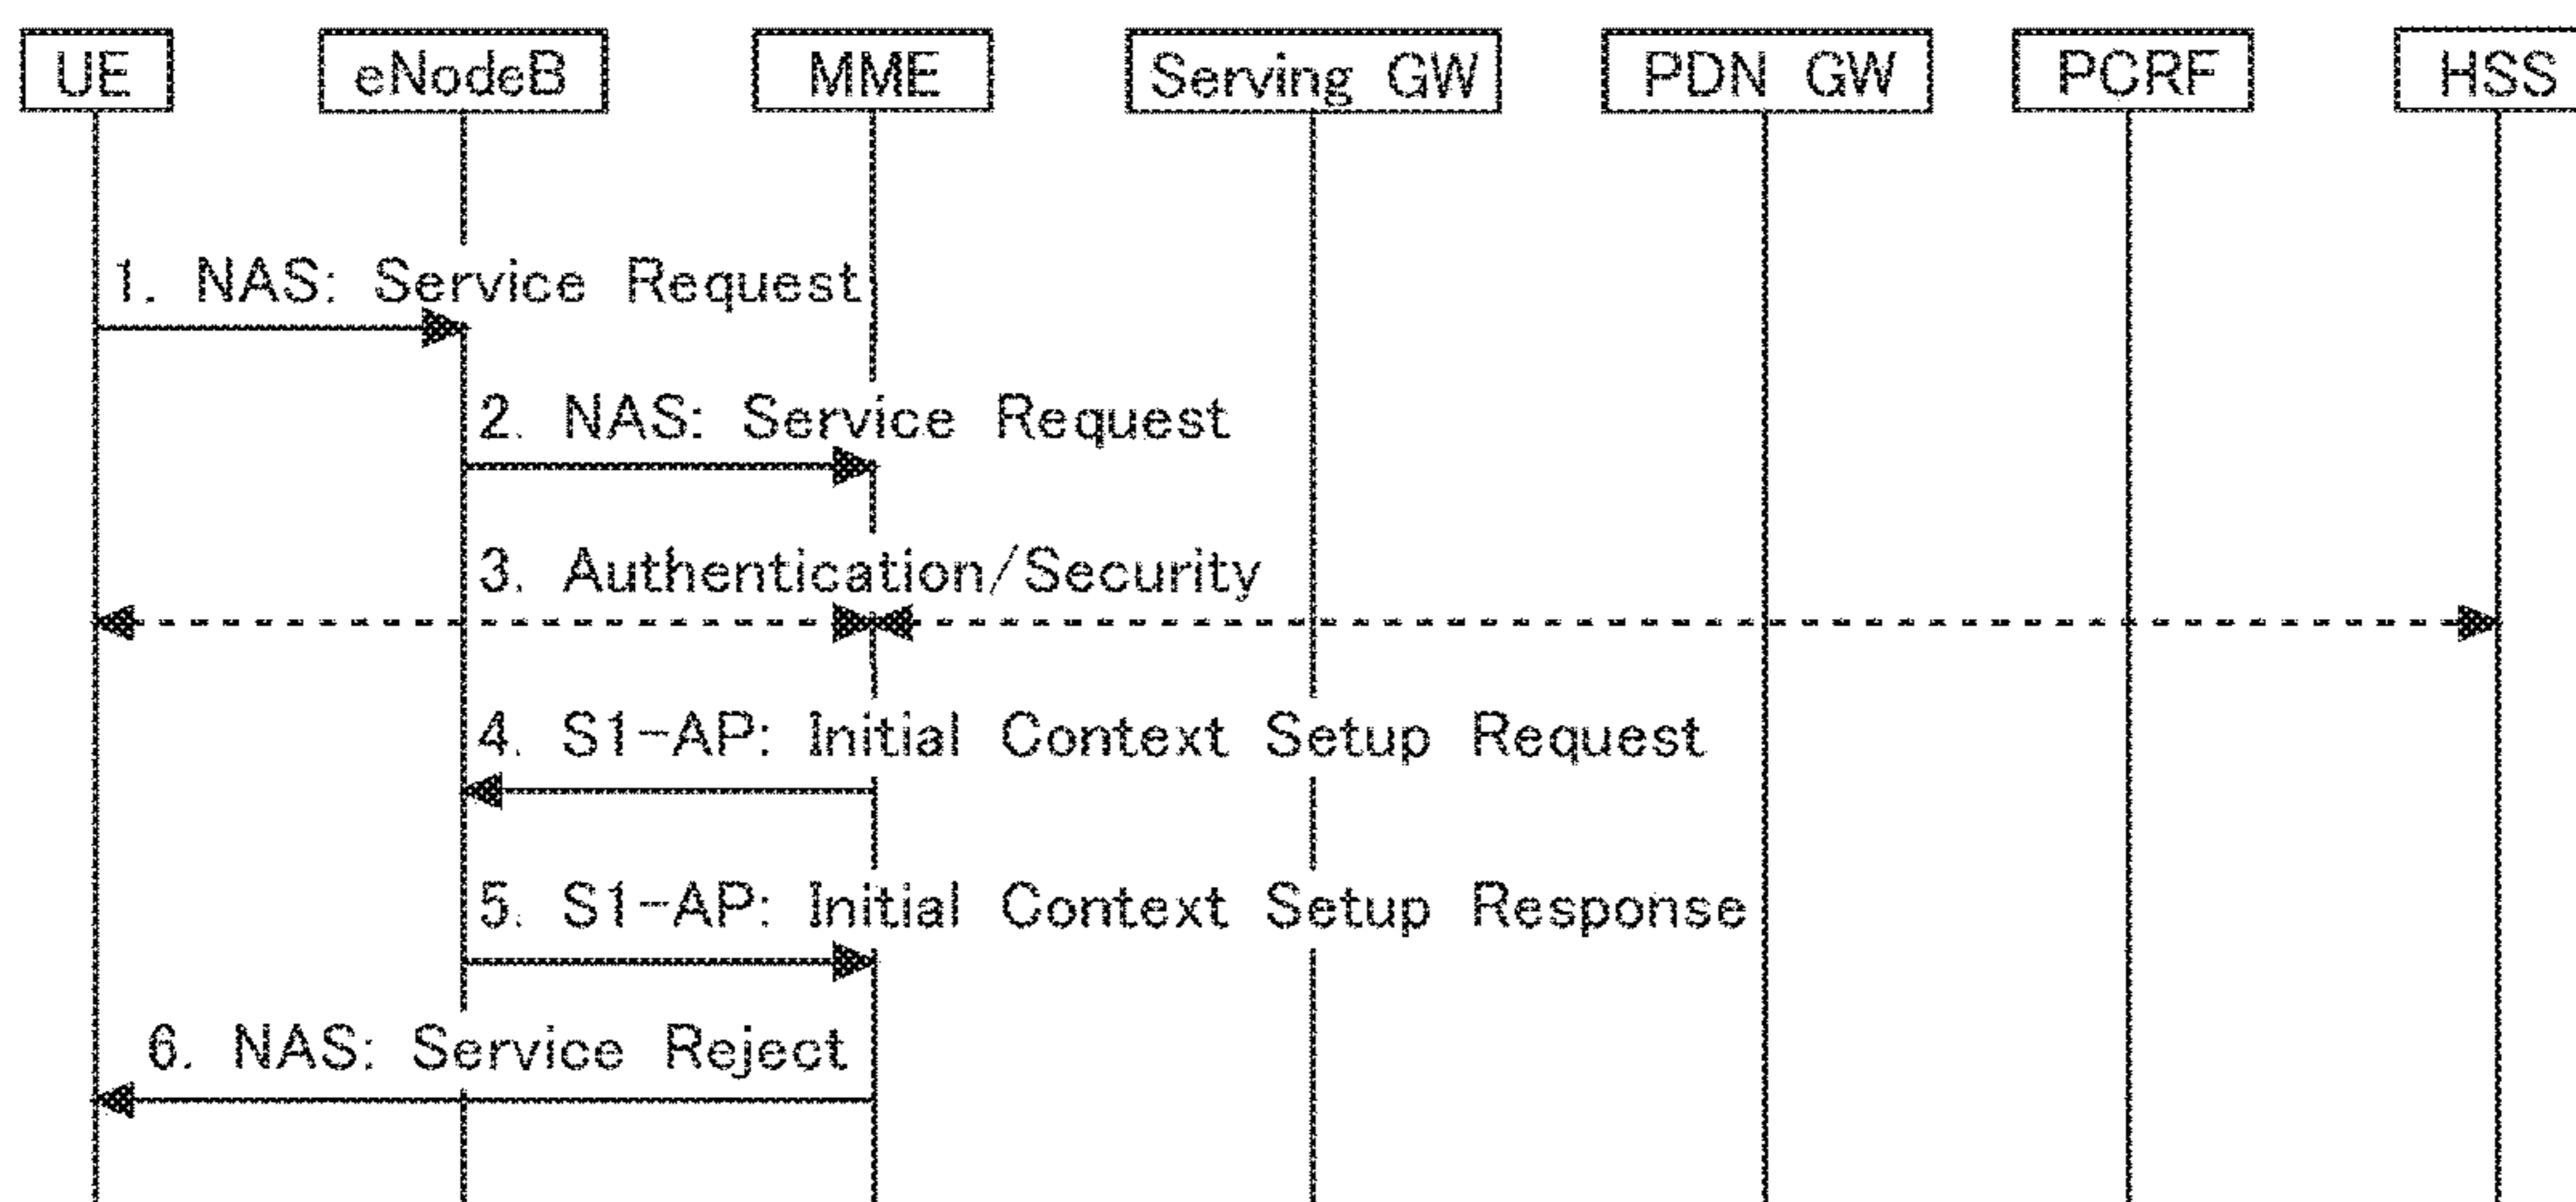 UE eNodeB MME Serving GW PDN GW PCRF HSS
1. NAS: Service Request
2. NAS: Service Request
3. Authentication/Security
4. S1-AP: Initial Context Setup Request
5. S1-AP: Initial Context Setup Response
6. NAS: Service Reject